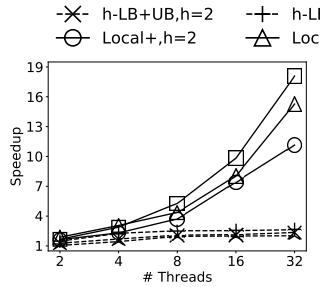 h-LB+UB,h=2 h-L
Local+,h=2 Loc
19
16
13
10
7
4
1
Speedup
2 4 8 16 32
# Threads